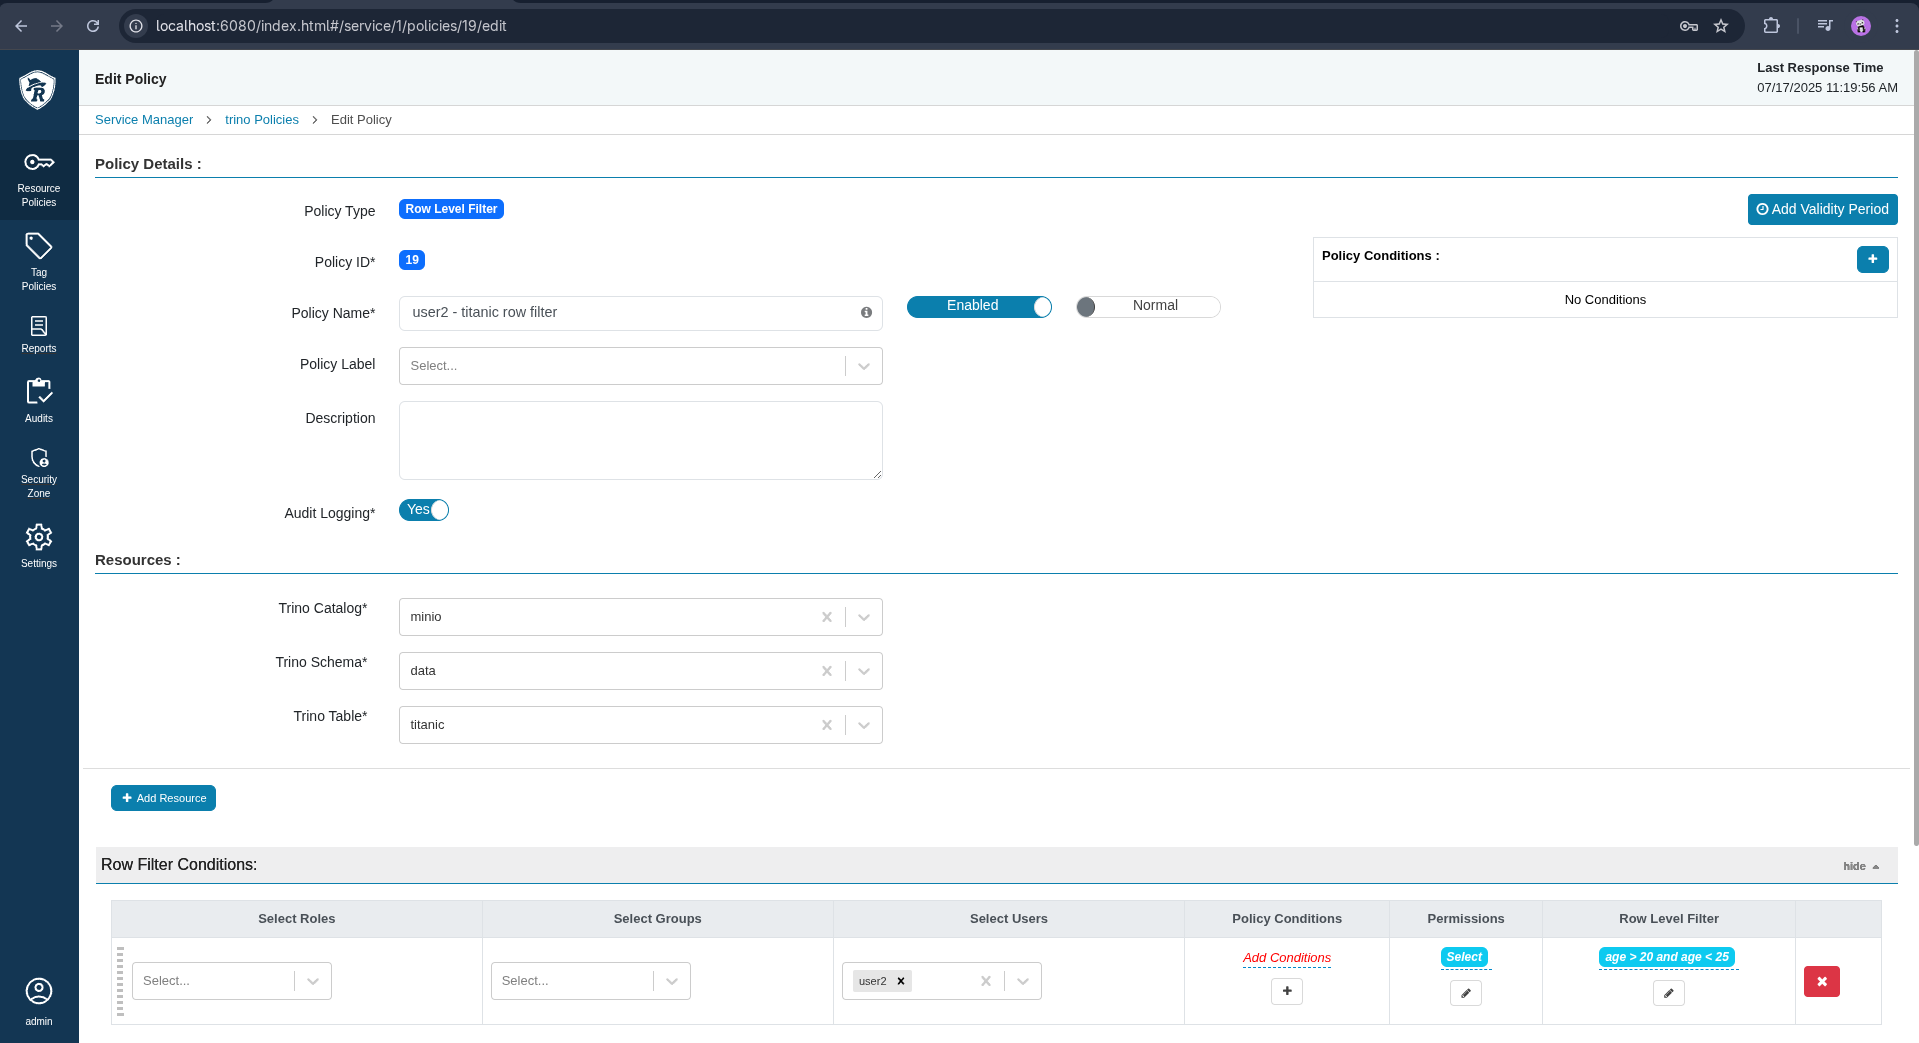 localhost:6080/index.html#/service/1/policies/19/edit
Edit Policy
Last Response Time
07/17/2025 11:19:56 AM
Service Manager > trino Policies > Edit Policy
Resource
Policies
Tag
Policies
Reports
Audits
Security
Zone
Settings
admin
Policy Details :
Policy Type Row Level Filter
Add Validity Period
Policy ID* 19
Policy Conditions :
No Conditions
Policy Name* user2 - titanic row filter Enabled Normal
Policy Label Select...
Description
Audit Logging* Yes
Resources :
Trino Catalog* minio
Trino Schema* data
Trino Table* titanic
Add Resource
Row Filter Conditions: hide
Select Roles Select Groups Select Users Policy Conditions Permissions Row Level Filter
Select... Select... user2 Add Conditions Select age > 20 and age < 25